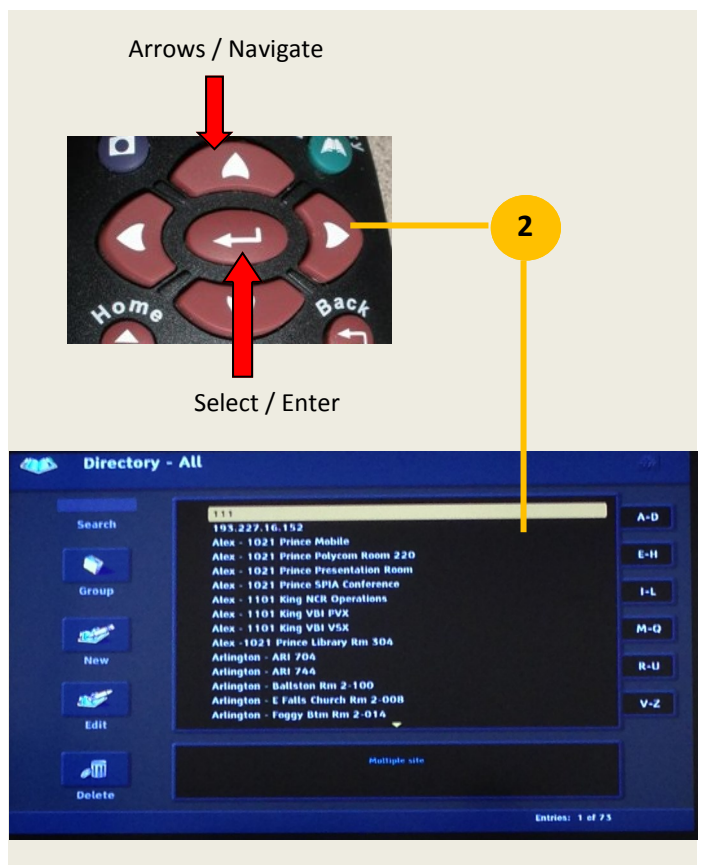 Arrows / Navigate
2
Home
Back
Select / Enter
Directory - All
Search
Group
New
Edit
Delete
111
193.227.16.152
Alex - 1021 Prince Mobile
Alex - 1021 Prince Polycom Room 220
Alex - 1021 Prince Presentation Room
Alex - 1021 Prince SPIA Conference
Alex - 1101 King NCR Operations
Alex - 1101 King VBI PVX
Alex - 1101 King VBI VSX
Alex -1021 Prince Library Rm 304
Arlington - ARI 704
Arlington - ARI 744
Arlington - Ballston Rm 2-100
Arlington - E Falls Church Rm 2-008
Arlington - Foggy Btm Rm 2-014
A-D
E-H
I-L
M-Q
R-U
V-Z
Multiple site
Entries: 1 of 73